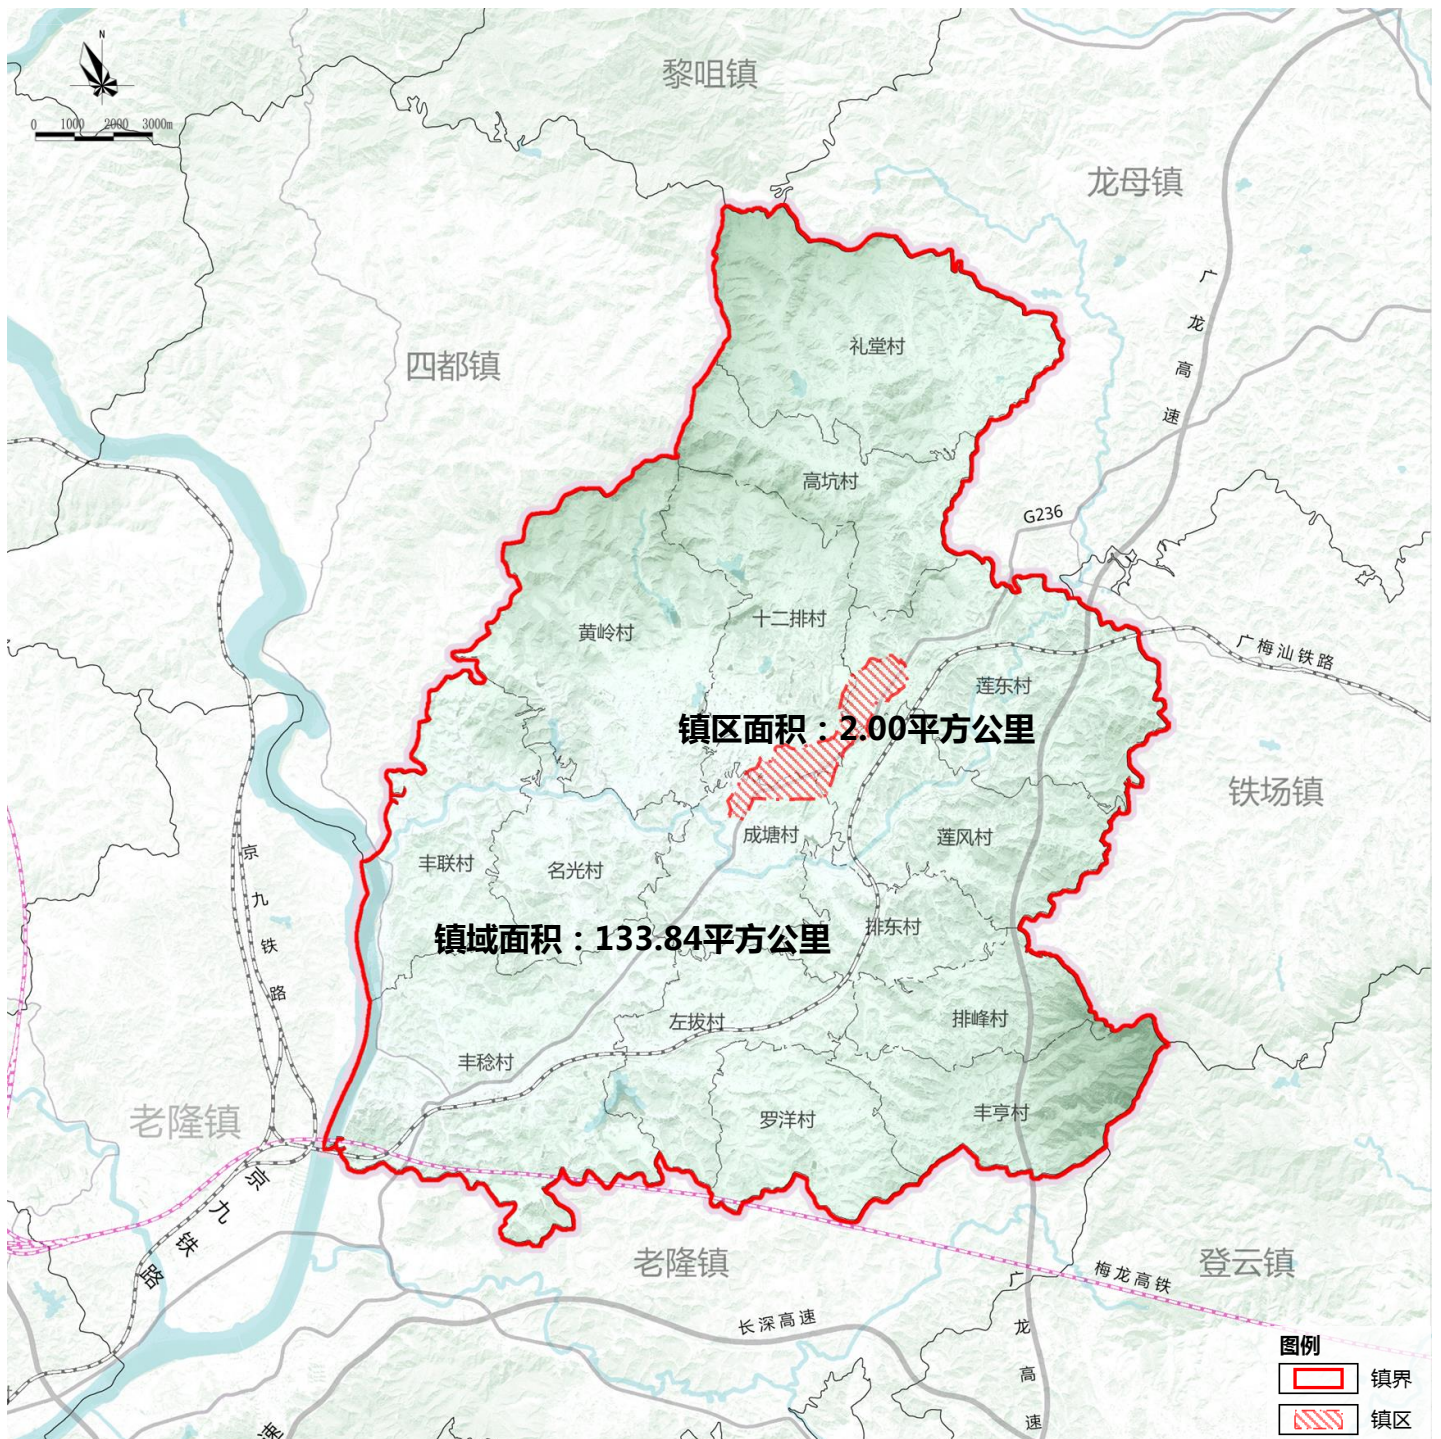 N
0 1000 2000 3000m
黎咀镇
龙母镇
广龙高速
四都镇
礼堂村
高坑村
G236
黄岭村
十二排村
广梅汕铁路
莲东村
镇区面积：2.00平方公里
铁场镇
成塘村
莲风村
京九铁路
丰联村
名光村
排东村
镇域面积：133.84平方公里
左拔村
排峰村
丰稔村
老隆镇
罗洋村
丰亨村
京九铁路
老隆镇
登云镇
梅龙高铁
长深高速
广龙高速
图例
镇界
镇区